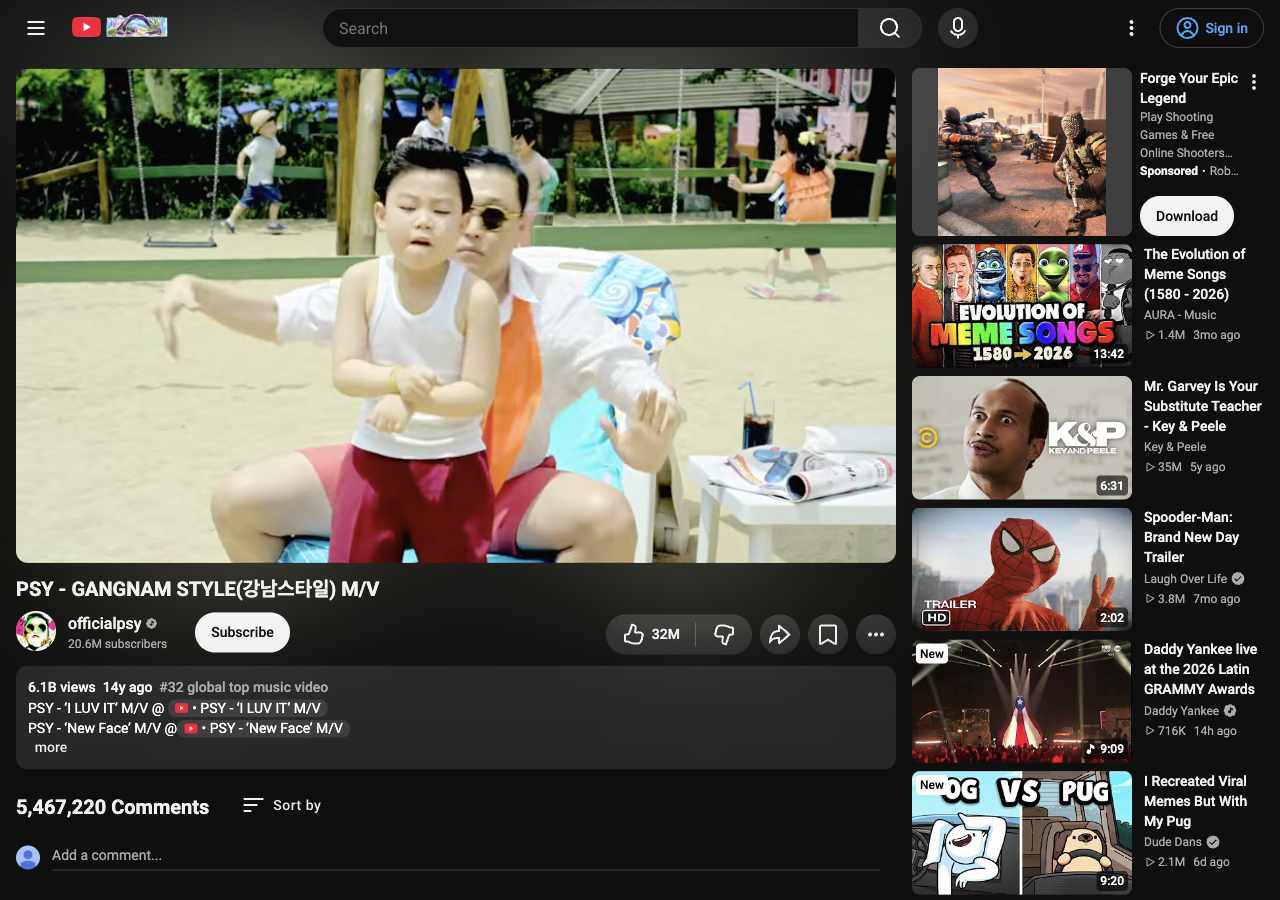 Search
Sign in
PSY - GANGNAM STYLE(강남스타일) M/V
officialpsy
20.6M subscribers
Subscribe
32M
6.1B views 14y ago #32 global top music video
PSY - ‘I LUV IT’ M/V @ • PSY - ‘I LUV IT’ M/V
PSY - ‘New Face’ M/V @ • PSY - ‘New Face’ M/V
more
5,467,220 Comments
Sort by
Add a comment...
Forge Your Epic
Legend
Play Shooting
Games & Free
Online Shooters...
Sponsored · Rob...
Download
EVOLUTION OF
MEME SONGS
1580 → 2026
13:42
The Evolution of
Meme Songs
(1580 - 2026)
AURA - Music
1.4M 3mo ago
K&P
KEY AND PEELE
6:31
Mr. Garvey Is Your
Substitute Teacher
- Key & Peele
Key & Peele
35M 5y ago
TRAILER
HD
2:02
Spooder-Man:
Brand New Day
Trailer
Laugh Over Life
3.8M 7mo ago
New
9:09
Daddy Yankee live
at the 2026 Latin
GRAMMY Awards
Daddy Yankee
716K 14h ago
New
OG VS PUG
9:20
I Recreated Viral
Memes But With
My Pug
Dude Dans
2.1M 6d ago